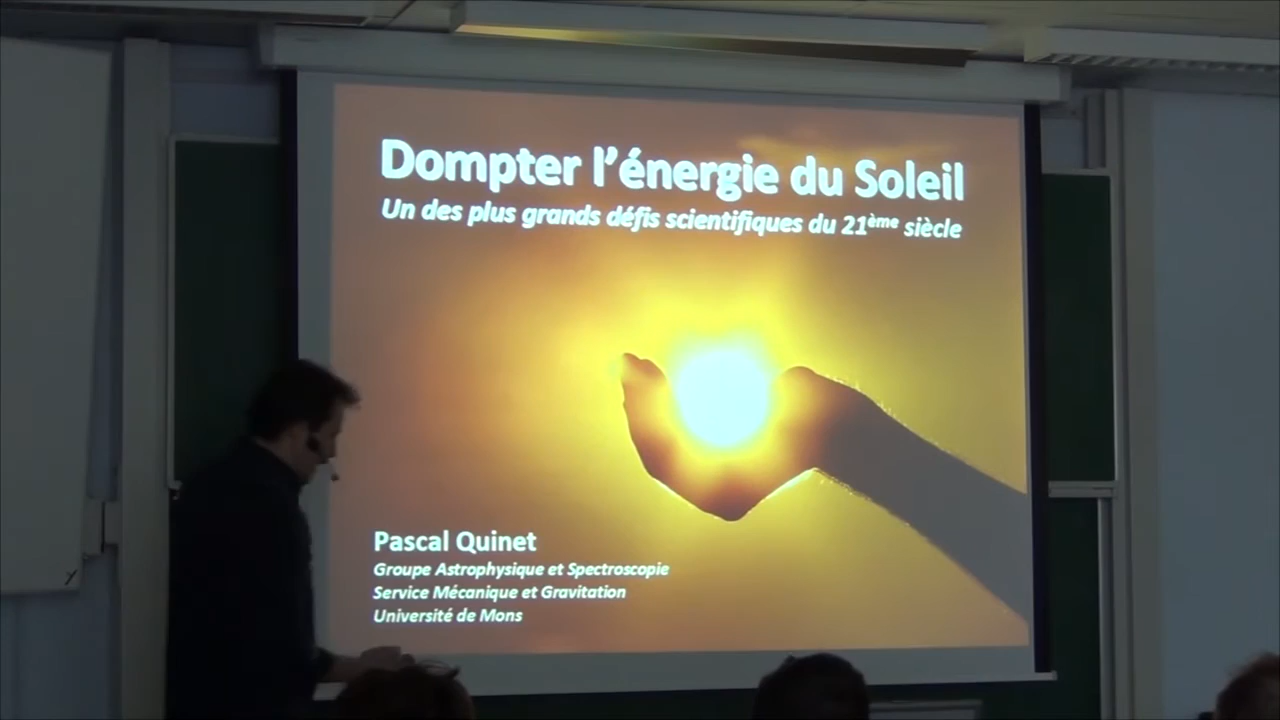 Dompter l'énergie du Soleil
Un des plus grands défis scientifiques du 21ème siècle
Pascal Quinet
Groupe Astrophysique et Spectroscopie
Service Mécanique et Gravitation
Université de Mons